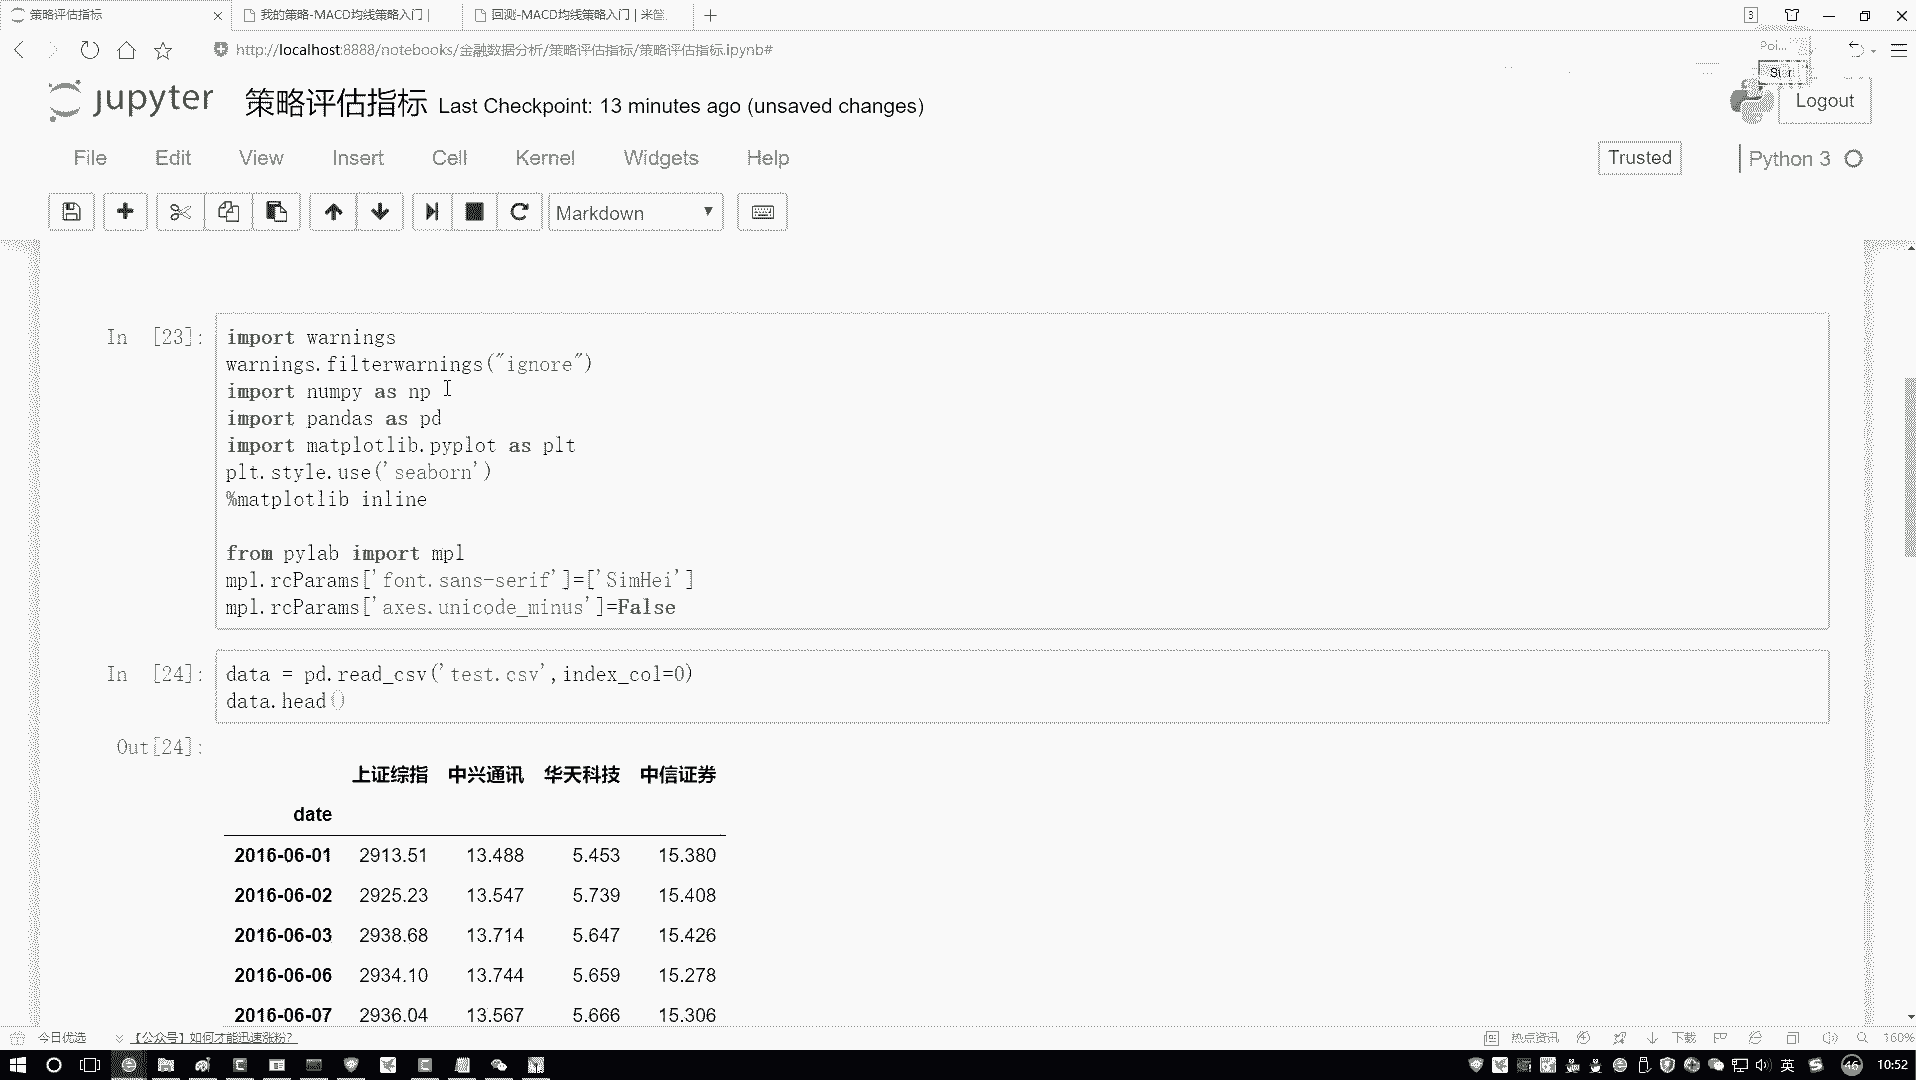 策略评估指标
我的策略-MACD均线策略入门 |
回测-MACD均线策略入门 | 米筐
3
http://localhost:8888/notebooks/金融数据分析/策略评估指标/策略评估指标.ipynb#
Poi...
jupyter 策略评估指标 Last Checkpoint: 13 minutes ago (unsaved changes)
Logout
File Edit View Insert Cell Kernel Widgets Help
Trusted
Python 3
Markdown
In [23]:
import warnings
warnings.filterwarnings("ignore")
import numpy as np
import pandas as pd
import matplotlib.pyplot as plt
plt.style.use('seaborn')
%matplotlib inline
from pylab import mpl
mpl.rcParams['font.sans-serif']=['SimHei']
mpl.rcParams['axes.unicode_minus']=False
In [24]:
data = pd.read_csv('test.csv',index_col=0)
data.head()
Out[24]:
上证综指 中兴通讯 华天科技 中信证券
date
2016-06-01 2913.51 13.488 5.453 15.380
2016-06-02 2925.23 13.547 5.739 15.408
2016-06-03 2938.68 13.714 5.647 15.426
2016-06-06 2934.10 13.744 5.659 15.278
2016-06-07 2936.04 13.567 5.666 15.306
今日优选
【公众号】如何才能迅速涨粉?
热点资讯
下载
160%
英
46
10:52